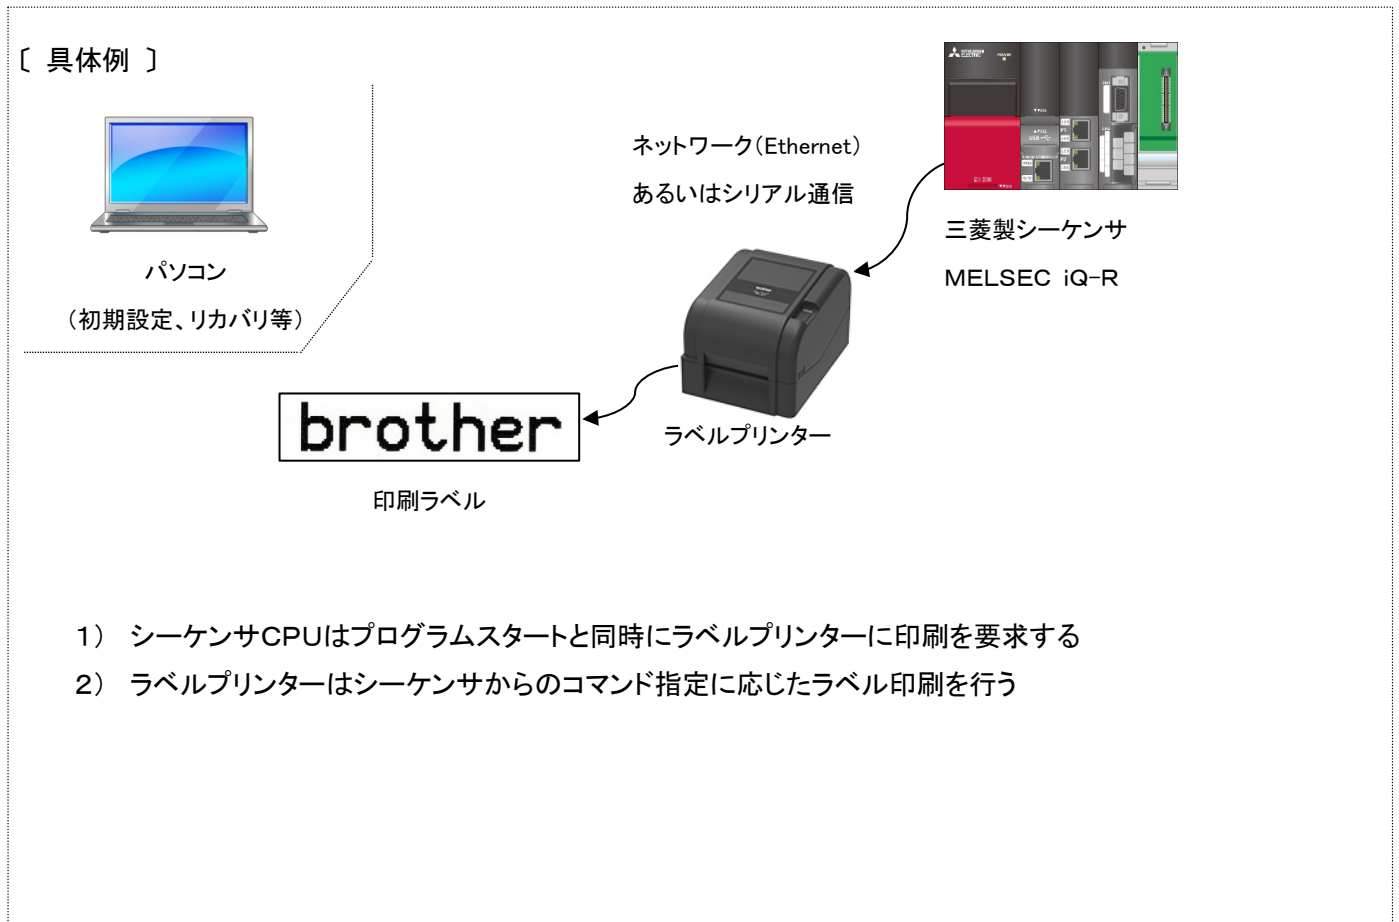 〔 具体例 〕
ネットワーク(Ethernet)
あるいはシリアル通信
MITSUBISHI
ELECTRIC
POWER
三菱製シーケンサ
MELSEC iQ-R
パソコン
(初期設定、リカバリ等)
brother
ラベルプリンター
印刷ラベル
1) シーケンサCPUはプログラムスタートと同時にラベルプリンターに印刷を要求する
2) ラベルプリンターはシーケンサからのコマンド指定に応じたラベル印刷を行う